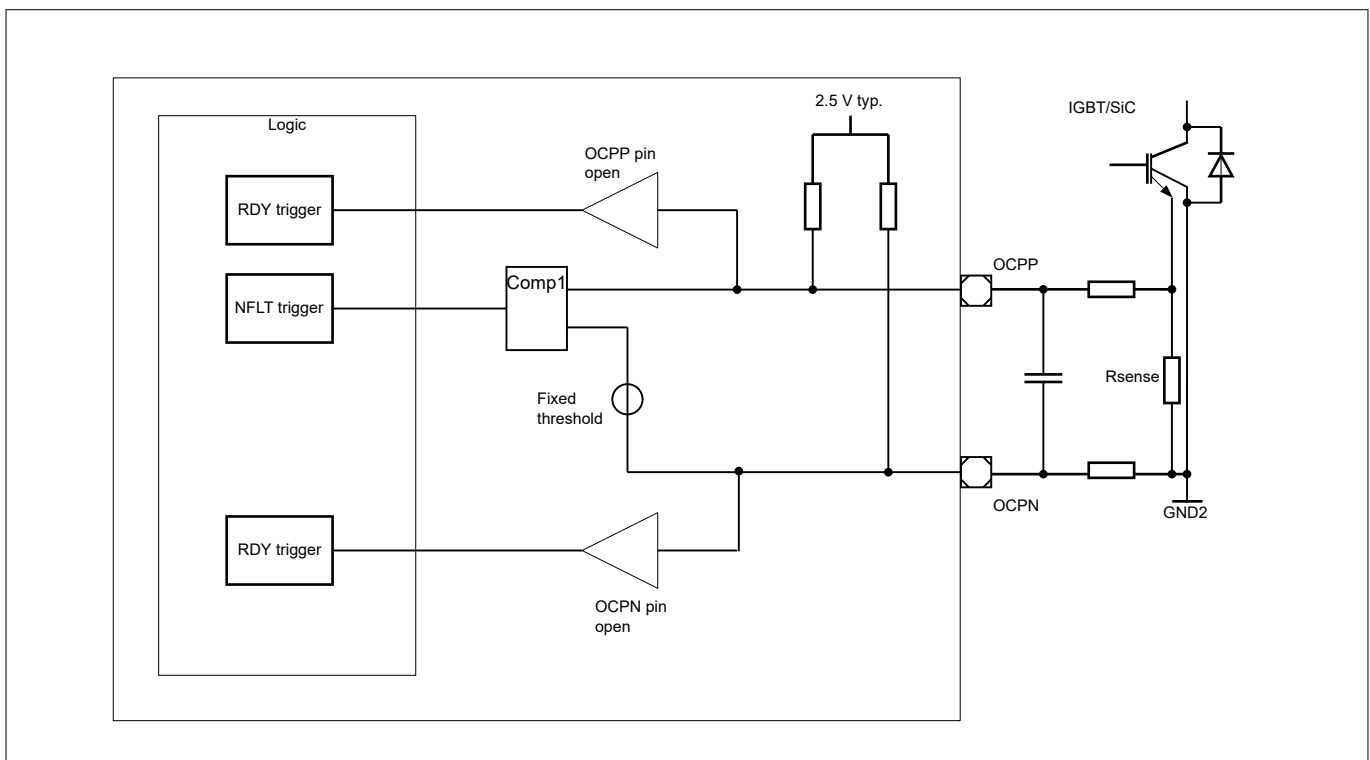 2.5 V typ.
IGBT/SiC
Logic
OCPP pin
open
RDY trigger
OCPP
NFLT trigger
Comp1
Rsense
Fixed
threshold
OCPN
GND2
RDY trigger
OCPN pin
open